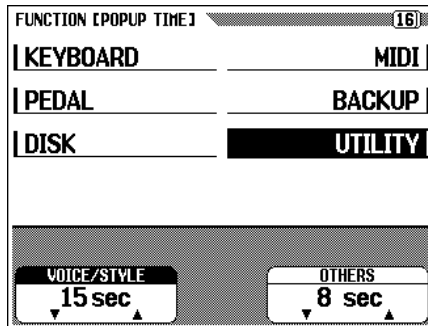 FUNCTION [POPUP TIME] 16
KEYBOARD MIDI
PEDAL BACKUP
DISK UTILITY
VOICE/STYLE OTHERS
15 sec 8 sec